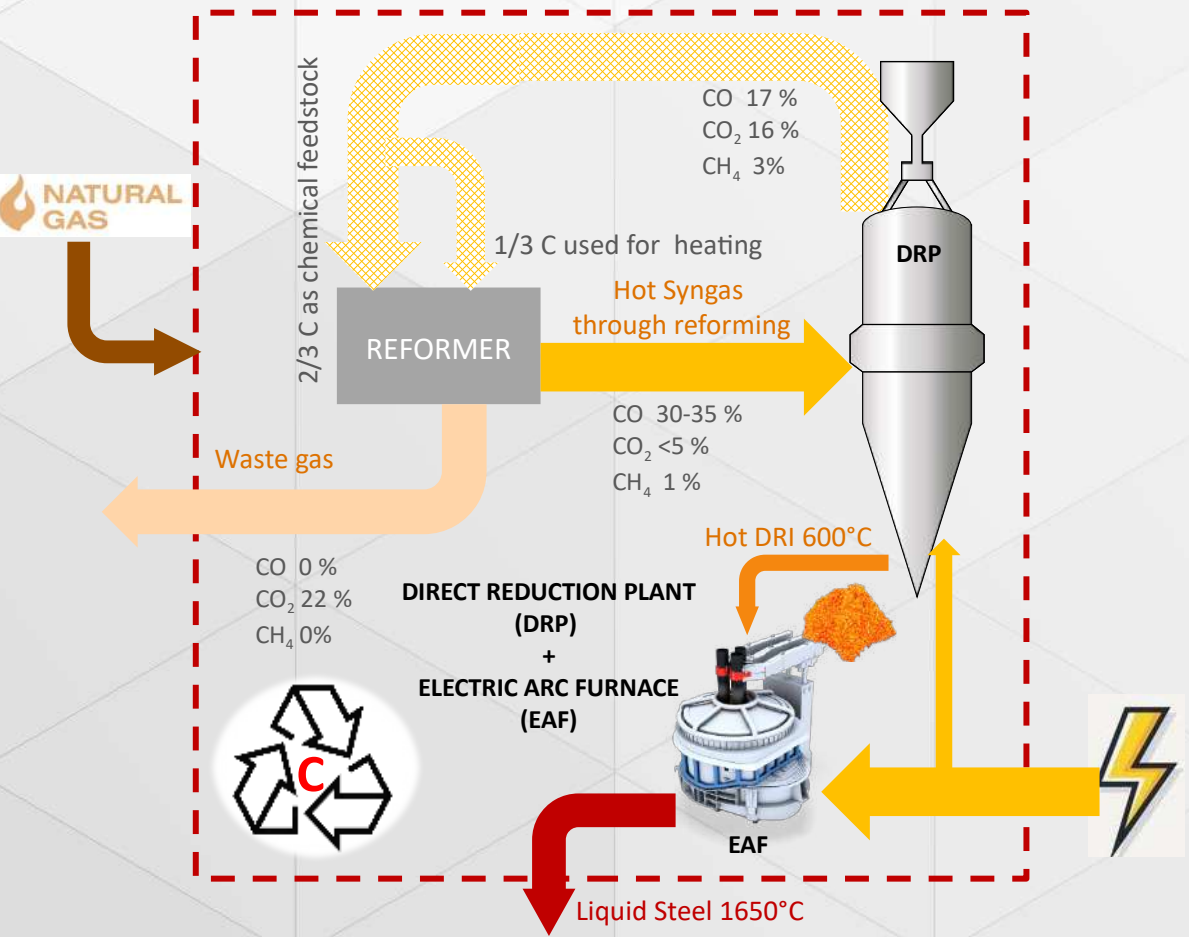 2/3 C as chemical feedstock
CO 17 %
CO₂ 16 %
CH₄ 3%
NATURAL
GAS
1/3 C used for heating
DRP
Hot Syngas
through reforming
REFORMER
CO 30-35 %
CO₂ <5 %
CH₄ 1 %
Waste gas
Hot DRI 600°C
CO 0 %
CO₂ 22 %
CH₄ 0%
DIRECT REDUCTION PLANT
(DRP)
+
ELECTRIC ARC FURNACE
(EAF)
C
EAF
Liquid Steel 1650°C